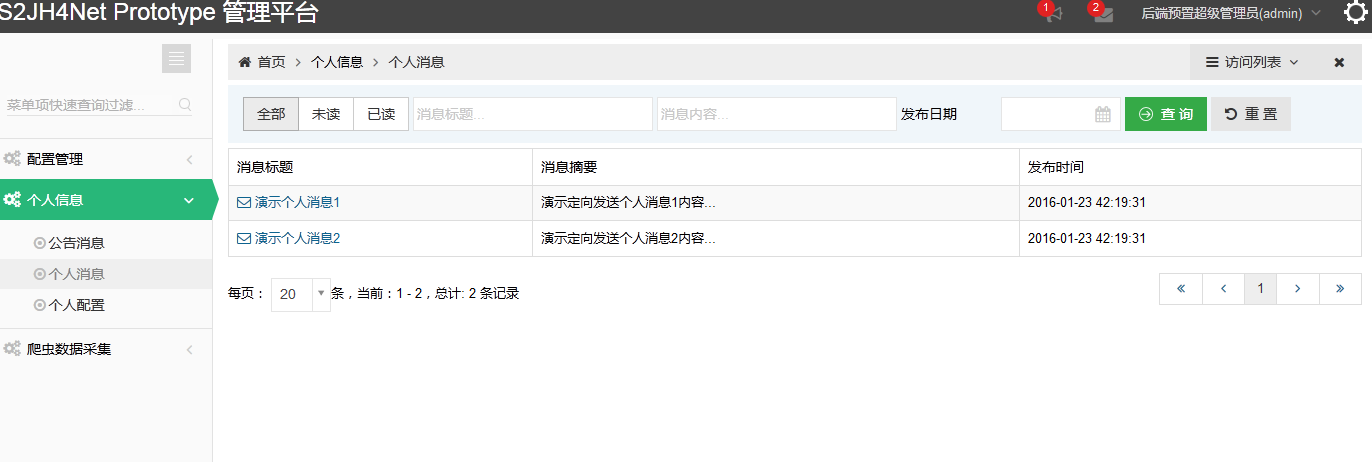 S2JH4Net Prototype 管理平台
1
2
后端预置超级管理员(admin)
菜单项快速查询过滤...
配置管理
个人信息
公告消息
个人消息
个人配置
爬虫数据采集
首页 个人信息 个人消息
访问列表
全部 未读 已读 消息标题... 消息内容... 发布日期 查 询 重 置
消息标题 消息摘要 发布时间
演示个人消息1 演示定向发送个人消息1内容... 2016-01-23 42:19:31
演示个人消息2 演示定向发送个人消息2内容... 2016-01-23 42:19:31
每页： 20 条，当前：1 - 2，总计: 2 条记录
« ‹ 1 › »